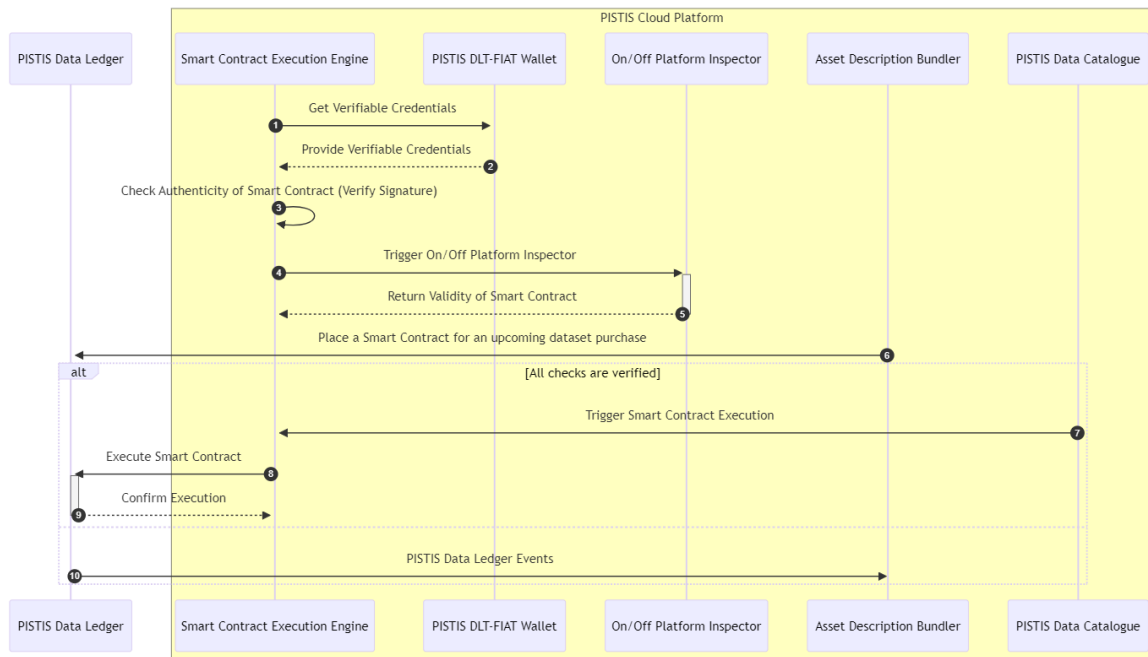 PISTIS Cloud Platform
PISTIS Data Ledger
Smart Contract Execution Engine
PISTIS DLT-FIAT Wallet
On/Off Platform Inspector
Asset Description Bundler
PISTIS Data Catalogue
Get Verifiable Credentials
1
Provide Verifiable Credentials
2
Check Authenticity of Smart Contract (Verify Signature)
3
Trigger On/Off Platform Inspector
4
Return Validity of Smart Contract
5
Place a Smart Contract for an upcoming dataset purchase
6
alt
[All checks are verified]
Trigger Smart Contract Execution
7
Execute Smart Contract
8
Confirm Execution
9
PISTIS Data Ledger Events
10
PISTIS Data Ledger
Smart Contract Execution Engine
PISTIS DLT-FIAT Wallet
On/Off Platform Inspector
Asset Description Bundler
PISTIS Data Catalogue